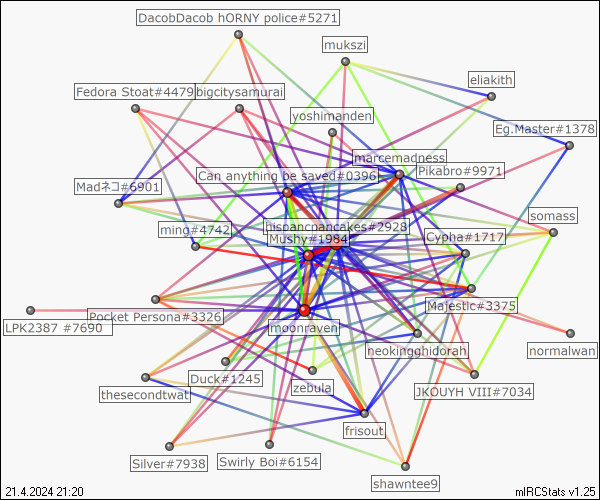 DacobDacob hORNY police#5271
mukszi
eliakith
Fedora Stoat#4479
bigcitysamurai
yoshimanden
Eg.Master#1378
marcemadness
Pikabro#9971
Can anything be saved#0396
Madネコ#6901
somass
ming#4742
hispancpancakes#2928
Mushy#1984
Cypha#1717
Pocket Persona#3326
Majestic#3375
LPK2387 #7690
moonraven
neokingghidorah
normalwan
Duck#1245
zebula
JKOUYH VIII#7034
thesecondtwat
frisout
Silver#7938
Swirly Boi#6154
shawntee9
21.4.2024 21:20
mIRCStats v1.25